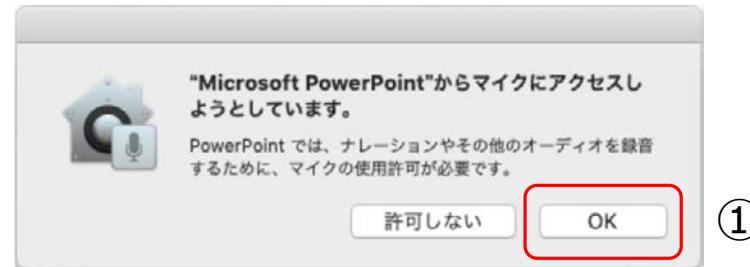 "Microsoft PowerPoint"からマイクにアクセスし
ようとしています。
PowerPoint では、ナレーションやその他のオーディオを録音
するために、マイクの使用許可が必要です。
許可しない
OK
①